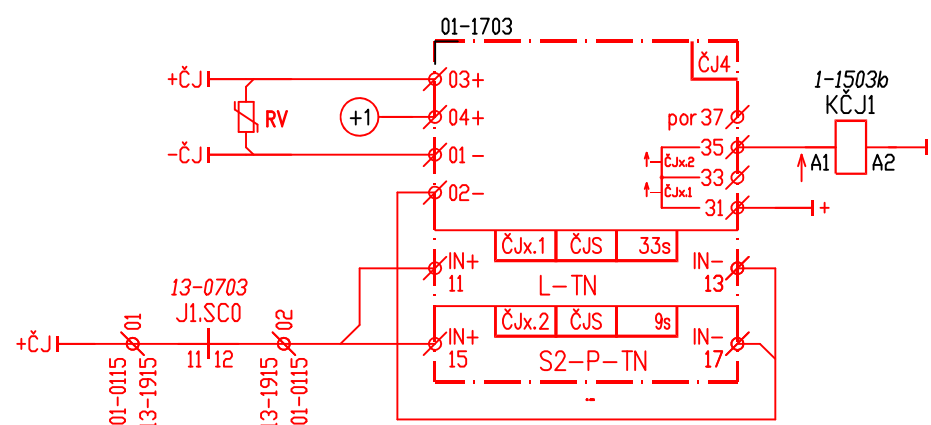 01-1703
ČJ4
+ČJ
03+
RV
+1
04+
por 37
1-1503b
KČJ1
-ČJ
01-
35
ČJx.2
A1
A2
33
02-
ČJx.1
31
+
ČJx.1 ČJS 33s
IN+
11
L-TN
IN-
13
13-0703
J1.SC0
ČJx.2 ČJS 9s
+ČJ
01
11 12
02
IN+
15
S2-P-TN
IN-
17
01-0115
13-1915
13-1915
01-0115